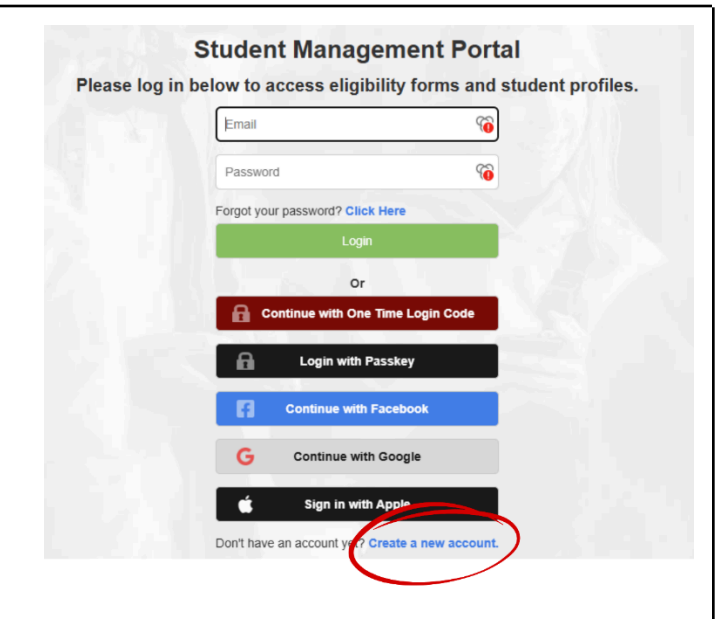 Student Management Portal
Please log in below to access eligibility forms and student profiles.
Email
Password
Forgot your password? Click Here
Login
Or
Continue with One Time Login Code
Login with Passkey
Continue with Facebook
Continue with Google
Sign in with Apple
Don't have an account yet? Create a new account.